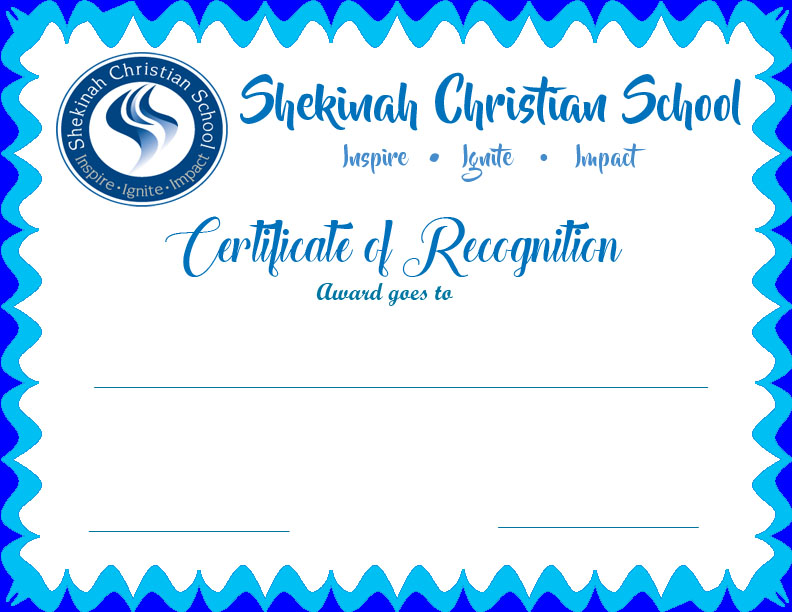 Shekinah Christian School
Inspire · Ignite · Impact
Shekinah Christian School
Inspire • Ignite • Impact
Certificate of Recognition
Award goes to